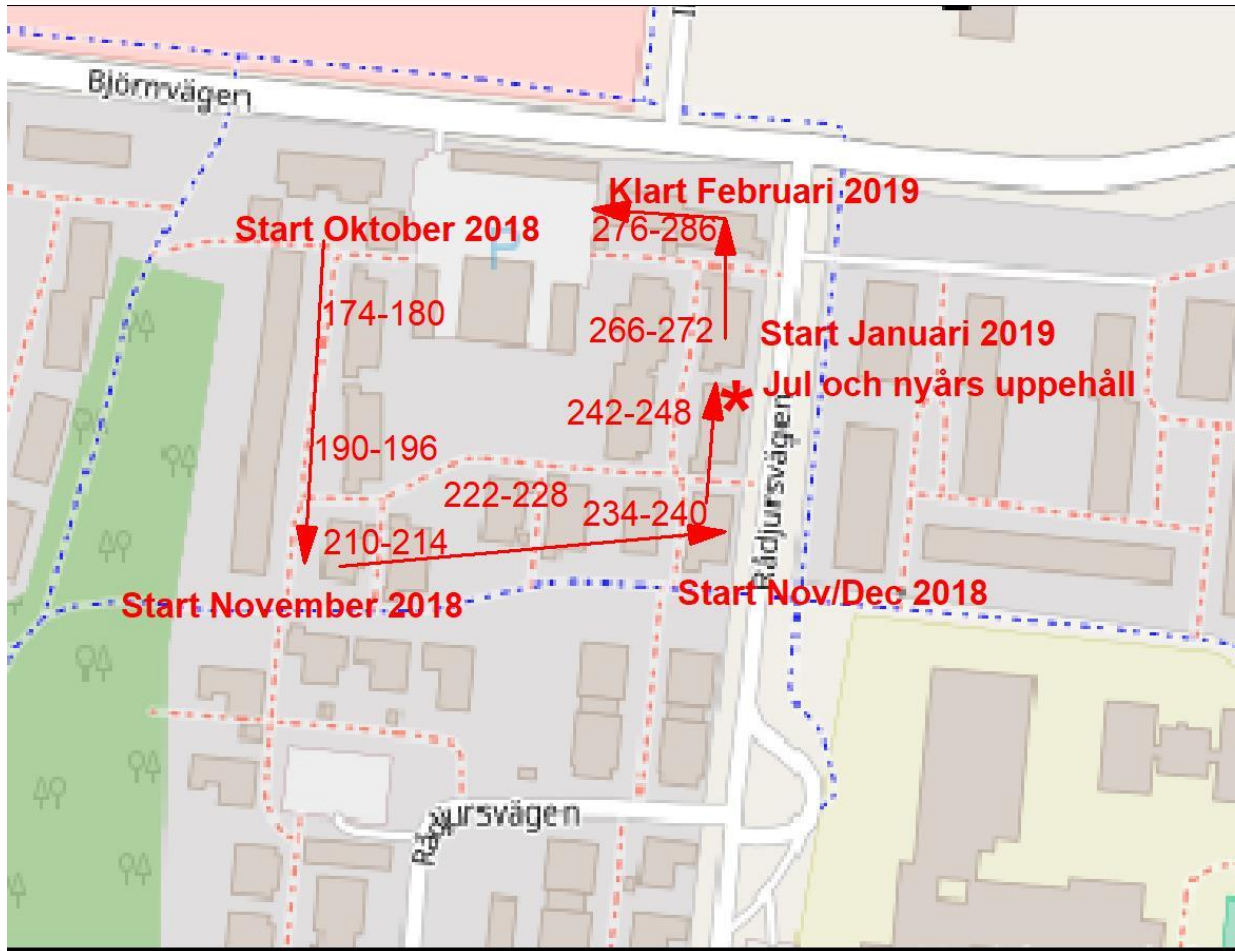 Björnvägen
Klart Februari 2019
276-286
Start Oktober 2018
P
174-180
266-272
Start Januari 2019
Jul och nyårs uppehåll
*
242-248
190-196
222-228
234-240
210-214
Rådjursvägen
Start November 2018
Start Nov/Dec 2018
Rådjursvägen